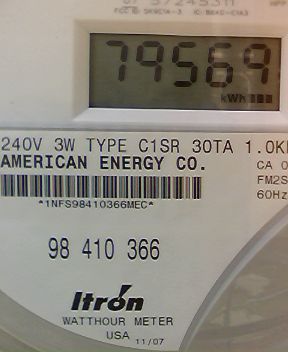 79569
kWh
240V 3W TYPE C1SR 30TA 1.0K
AMERICAN ENERGY CO.
CA 0
FM2S
*1NFS98410366MEC*
60Hz
98 410 366
Itron
WATTHOUR METER
USA 11/07